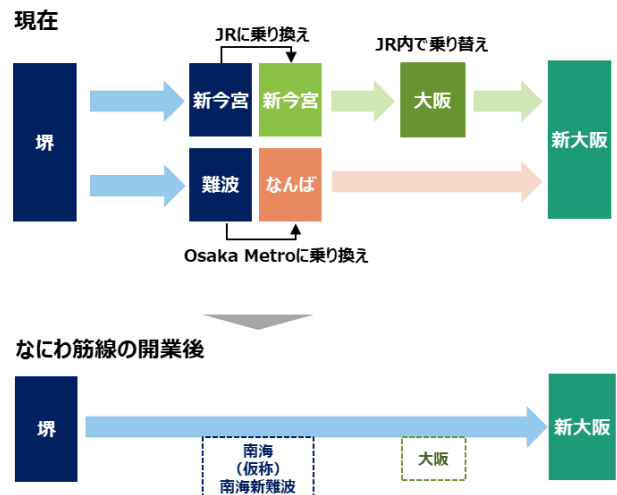 現在
JRに乗り換え
JR内で乗り替え
堺
新今宮
新今宮
大阪
新大阪
難波
なんば
Osaka Metroに乗り換え
なにわ筋線の開業後
堺
新大阪
南海
(仮称)
南海新難波
大阪